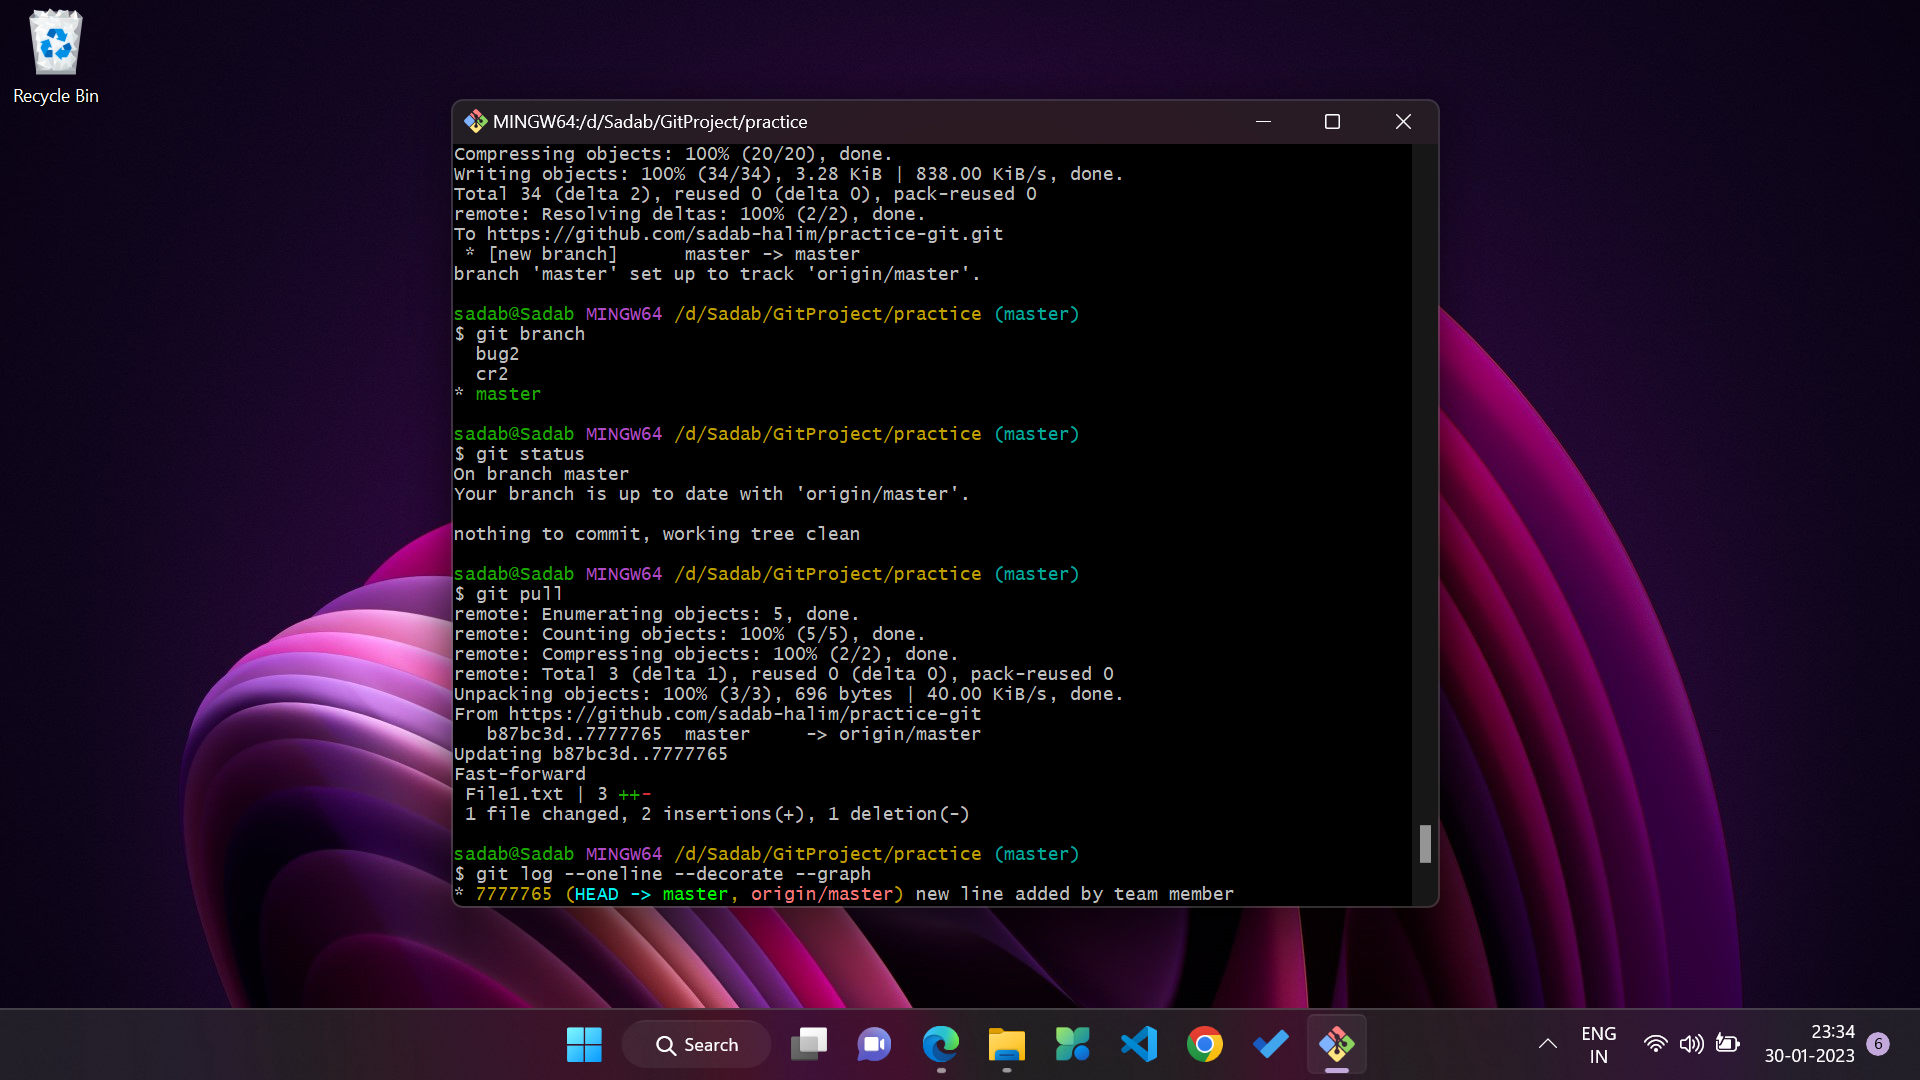 Recycle Bin
MINGW64:/d/Sadab/GitProject/practice
Compressing objects: 100% (20/20), done.
Writing objects: 100% (34/34), 3.28 KiB | 838.00 KiB/s, done.
Total 34 (delta 2), reused 0 (delta 0), pack-reused 0
remote: Resolving deltas: 100% (2/2), done.
To https://github.com/sadab-halim/practice-git.git
 * [new branch]      master -> master
branch 'master' set up to track 'origin/master'.
sadab@Sadab MINGW64 /d/Sadab/GitProject/practice (master)
$ git branch
  bug2
  cr2
* master
sadab@Sadab MINGW64 /d/Sadab/GitProject/practice (master)
$ git status
On branch master
Your branch is up to date with 'origin/master'.
nothing to commit, working tree clean
sadab@Sadab MINGW64 /d/Sadab/GitProject/practice (master)
$ git pull
remote: Enumerating objects: 5, done.
remote: Counting objects: 100% (5/5), done.
remote: Compressing objects: 100% (2/2), done.
remote: Total 3 (delta 1), reused 0 (delta 0), pack-reused 0
Unpacking objects: 100% (3/3), 696 bytes | 40.00 KiB/s, done.
From https://github.com/sadab-halim/practice-git
   b87bc3d..7777765  master     -> origin/master
Updating b87bc3d..7777765
Fast-forward
 File1.txt | 3 ++-
 1 file changed, 2 insertions(+), 1 deletion(-)
sadab@Sadab MINGW64 /d/Sadab/GitProject/practice (master)
$ git log --oneline --decorate --graph
* 7777765 (HEAD -> master, origin/master) new line added by team member
Search
ENG
IN
23:34
30-01-2023
6